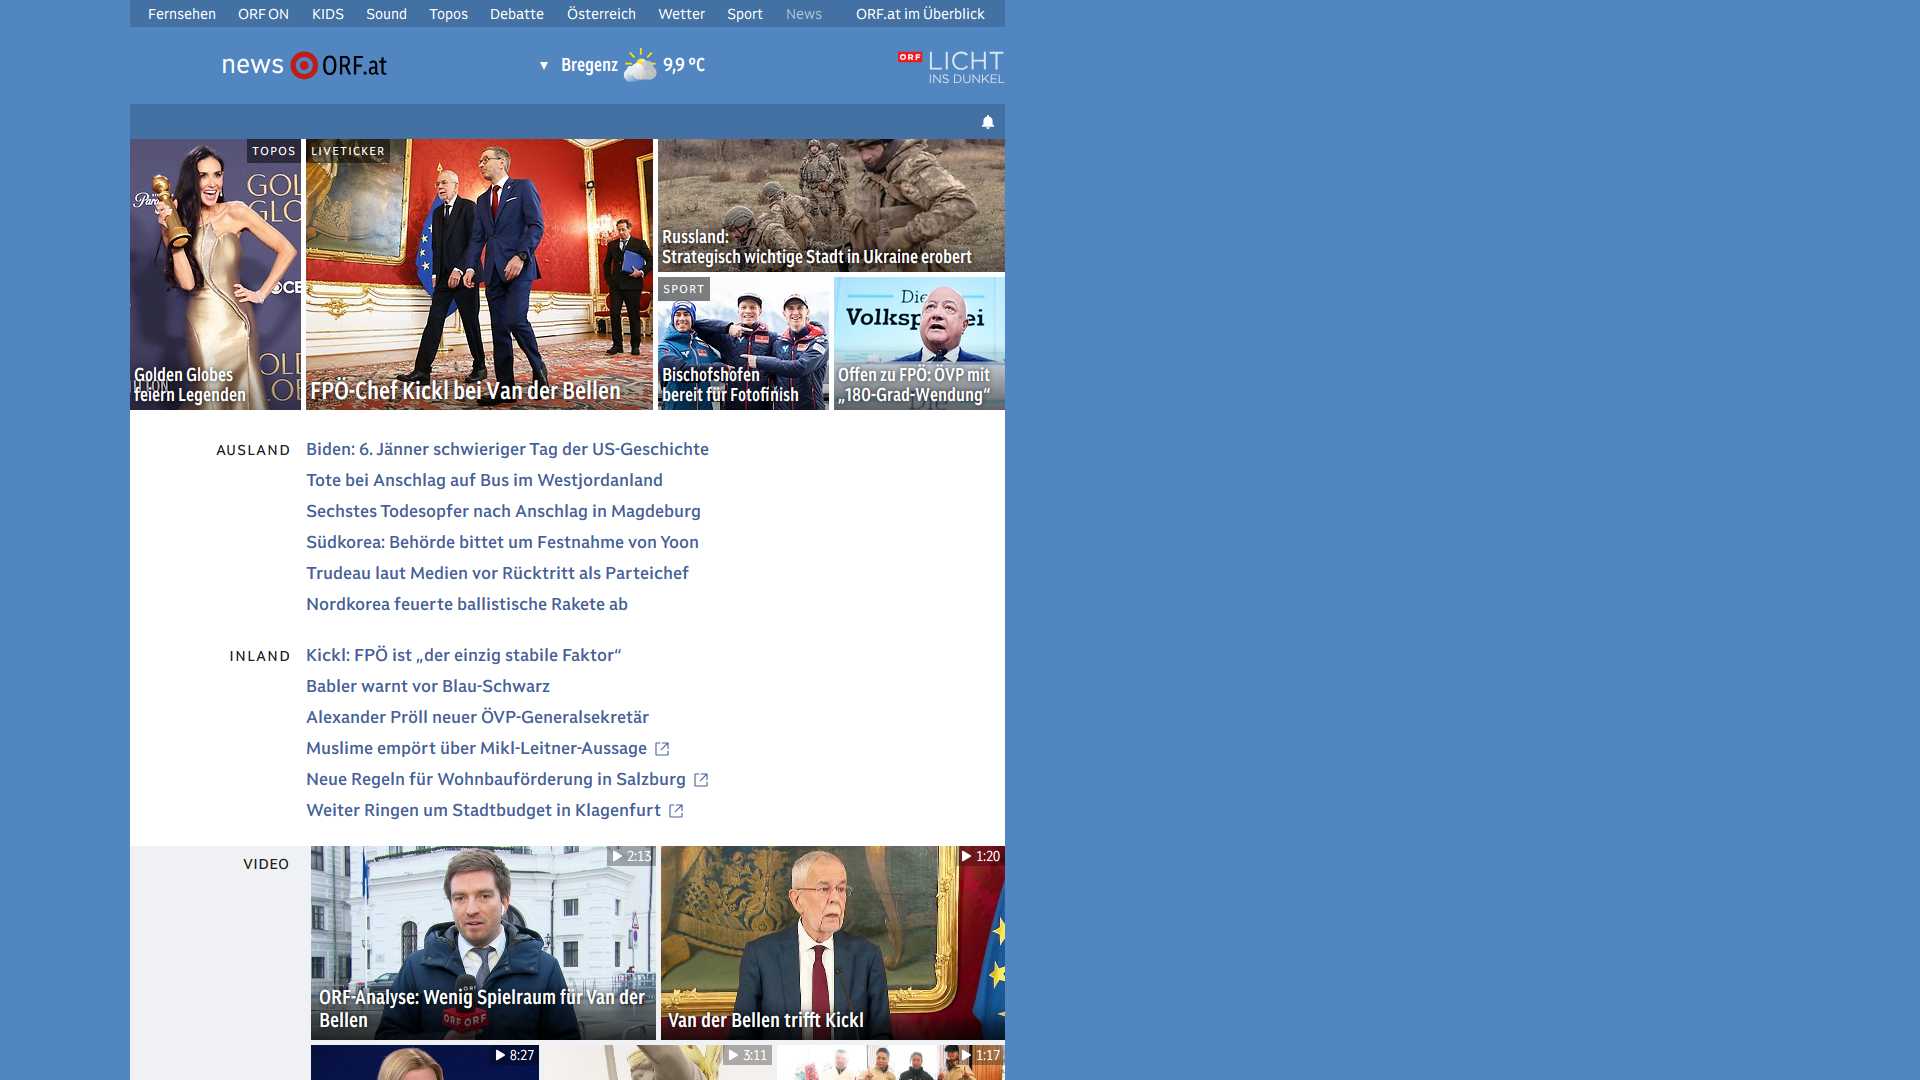 Fernsehen ORF ON KIDS Sound Topos Debatte Österreich Wetter Sport News ORF.at im Überblick
news ORF.at
Bregenz 9,9 °C
ORF LICHT
INS DUNKEL
TOPOS
Golden Globes
feiern Legenden
LIVETICKER
FPÖ-Chef Kickl bei Van der Bellen
Russland:
Strategisch wichtige Stadt in Ukraine erobert
SPORT
Bischofshofen
bereit für Fotofinish
Die
Offen zu FPÖ: ÖVP mit
„180-Grad-Wendung“
AUSLAND
Biden: 6. Jänner schwieriger Tag der US-Geschichte
Tote bei Anschlag auf Bus im Westjordanland
Sechstes Todesopfer nach Anschlag in Magdeburg
Südkorea: Behörde bittet um Festnahme von Yoon
Trudeau laut Medien vor Rücktritt als Parteichef
Nordkorea feuerte ballistische Rakete ab
INLAND
Kickl: FPÖ ist „der einzig stabile Faktor“
Babler warnt vor Blau-Schwarz
Alexander Pröll neuer ÖVP-Generalsekretär
Muslime empört über Mikl-Leitner-Aussage
Neue Regeln für Wohnbauförderung in Salzburg
Weiter Ringen um Stadtbudget in Klagenfurt
VIDEO
2:13
ORF ORF
ORF-Analyse: Wenig Spielraum für Van der
Bellen
1:20
Van der Bellen trifft Kickl
8:27
3:11
1:17